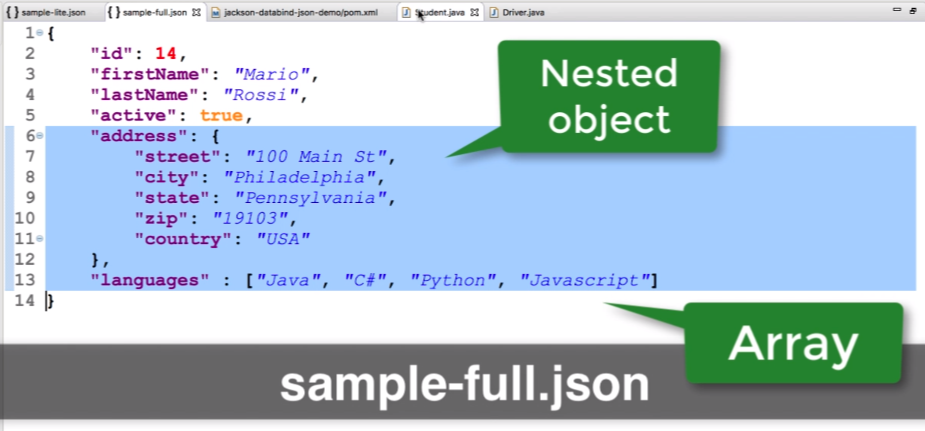 sample-lite.json sample-full.json jackson-databind-json-demo/pom.xml Student.java Driver.java
1 {
2 "id": 14,
3 "firstName": "Mario",
4 "lastName": "Rossi",
5 "active": true,
6 "address": {
7 "street": "100 Main St",
8 "city": "Philadelphia",
9 "state": "Pennsylvania",
10 "zip": "19103",
11 "country": "USA"
12 },
13 "languages" : ["Java", "C#", "Python", "Javascript"]
14 }
Nested
object
Array
sample-full.json